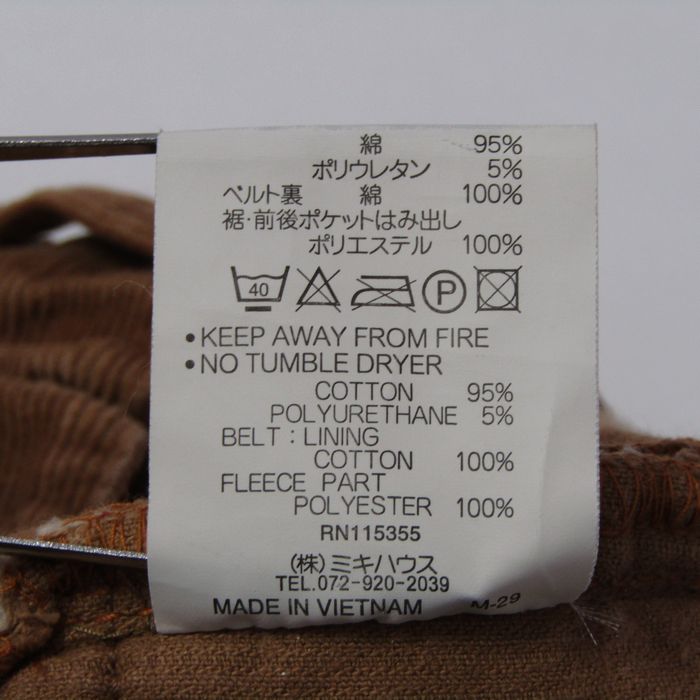 綿 95%
ポリウレタン 5%
ベルト裏 綿 100%
裾・前後ポケットはみ出し
ポリエステル 100%
40 P
•KEEP AWAY FROM FIRE
•NO TUMBLE DRYER
COTTON 95%
POLYURETHANE 5%
BELT : LINING
COTTON 100%
FLEECE PART
POLYESTER 100%
RN115355
(株)ミキハウス
TEL.072-920-2039
MADE IN VIETNAM M-29